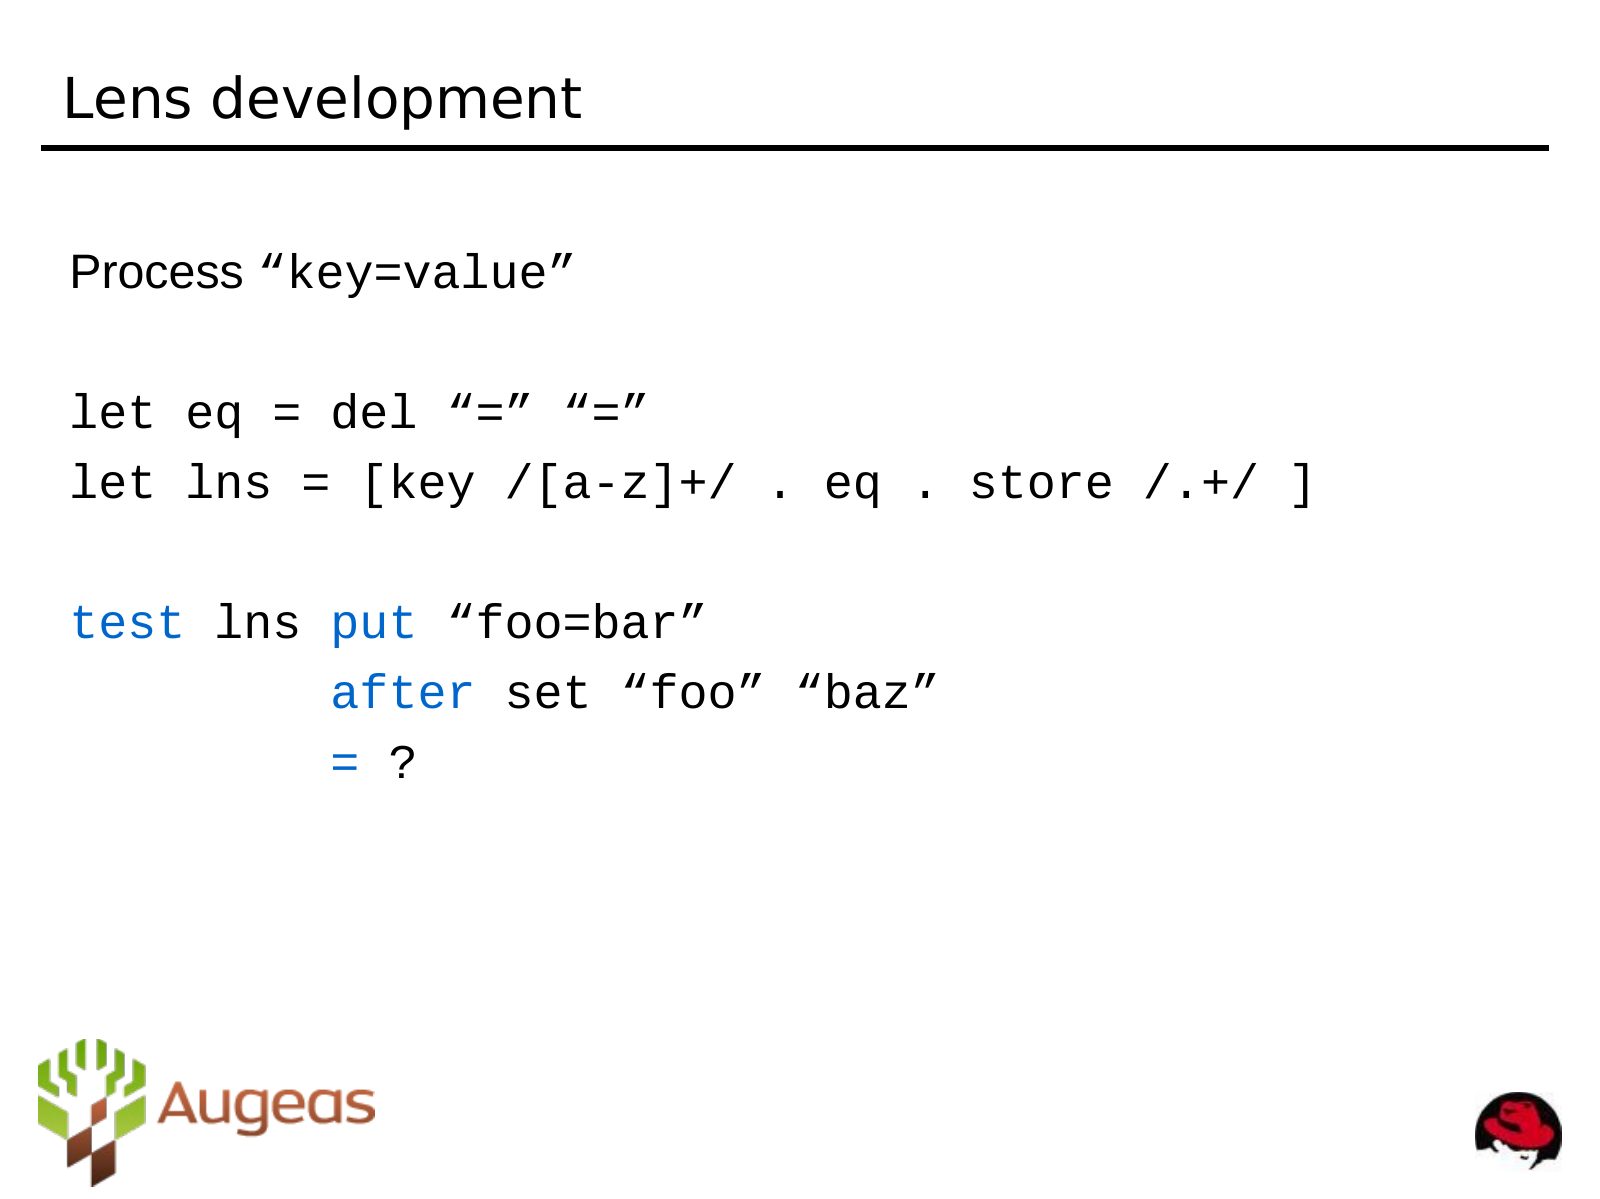 Lens development
Process “key=value”
let eq = del “=” “=”
let lns = [key /[a-z]+/ . eq . store /.+/ ]
test lns put “foo=bar”
after set “foo” “baz”
= ?
Augeas